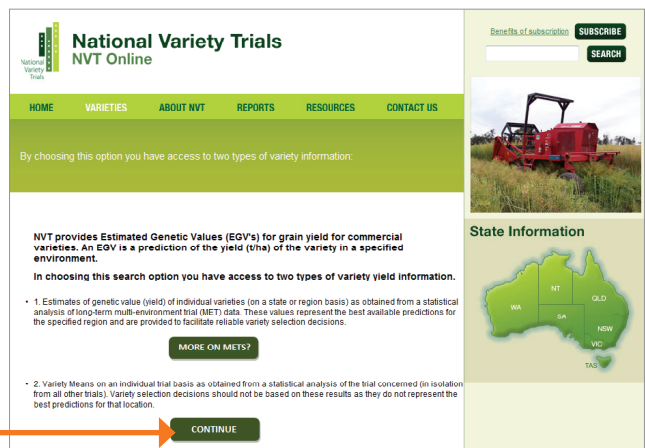 National Variety Trials
NVT Online
National
Variety
Trials
Benefits of subscription SUBSCRIBE
SEARCH
HOME VARIETIES ABOUT NVT REPORTS RESOURCES CONTACT US
By choosing this option you have access to two types of variety information:
NVT provides Estimated Genetic Values (EGV's) for grain yield for commercial
varieties. An EGV is a prediction of the yield (t/ha) of the variety in a specified
environment.
In choosing this search option you have access to two types of variety yield information.
• 1. Estimates of genetic value (yield) of individual varieties (on a state or region basis) as obtained from a statistical
analysis of long-term multi-environment trial (MET) data. These values represent the best available predictions for
the specified region and are provided to facilitate reliable variety selection decisions.
MORE ON METS?
• 2. Variety Means on an individual trial basis as obtained from a statistical analysis of the trial concerned (in isolation
from all other trials). Variety selection decisions should not be based on these results as they do not represent the
best predictions for that location.
CONTINUE
State Information
NT
QLD
WA
SA
NSW
VIC
TAS